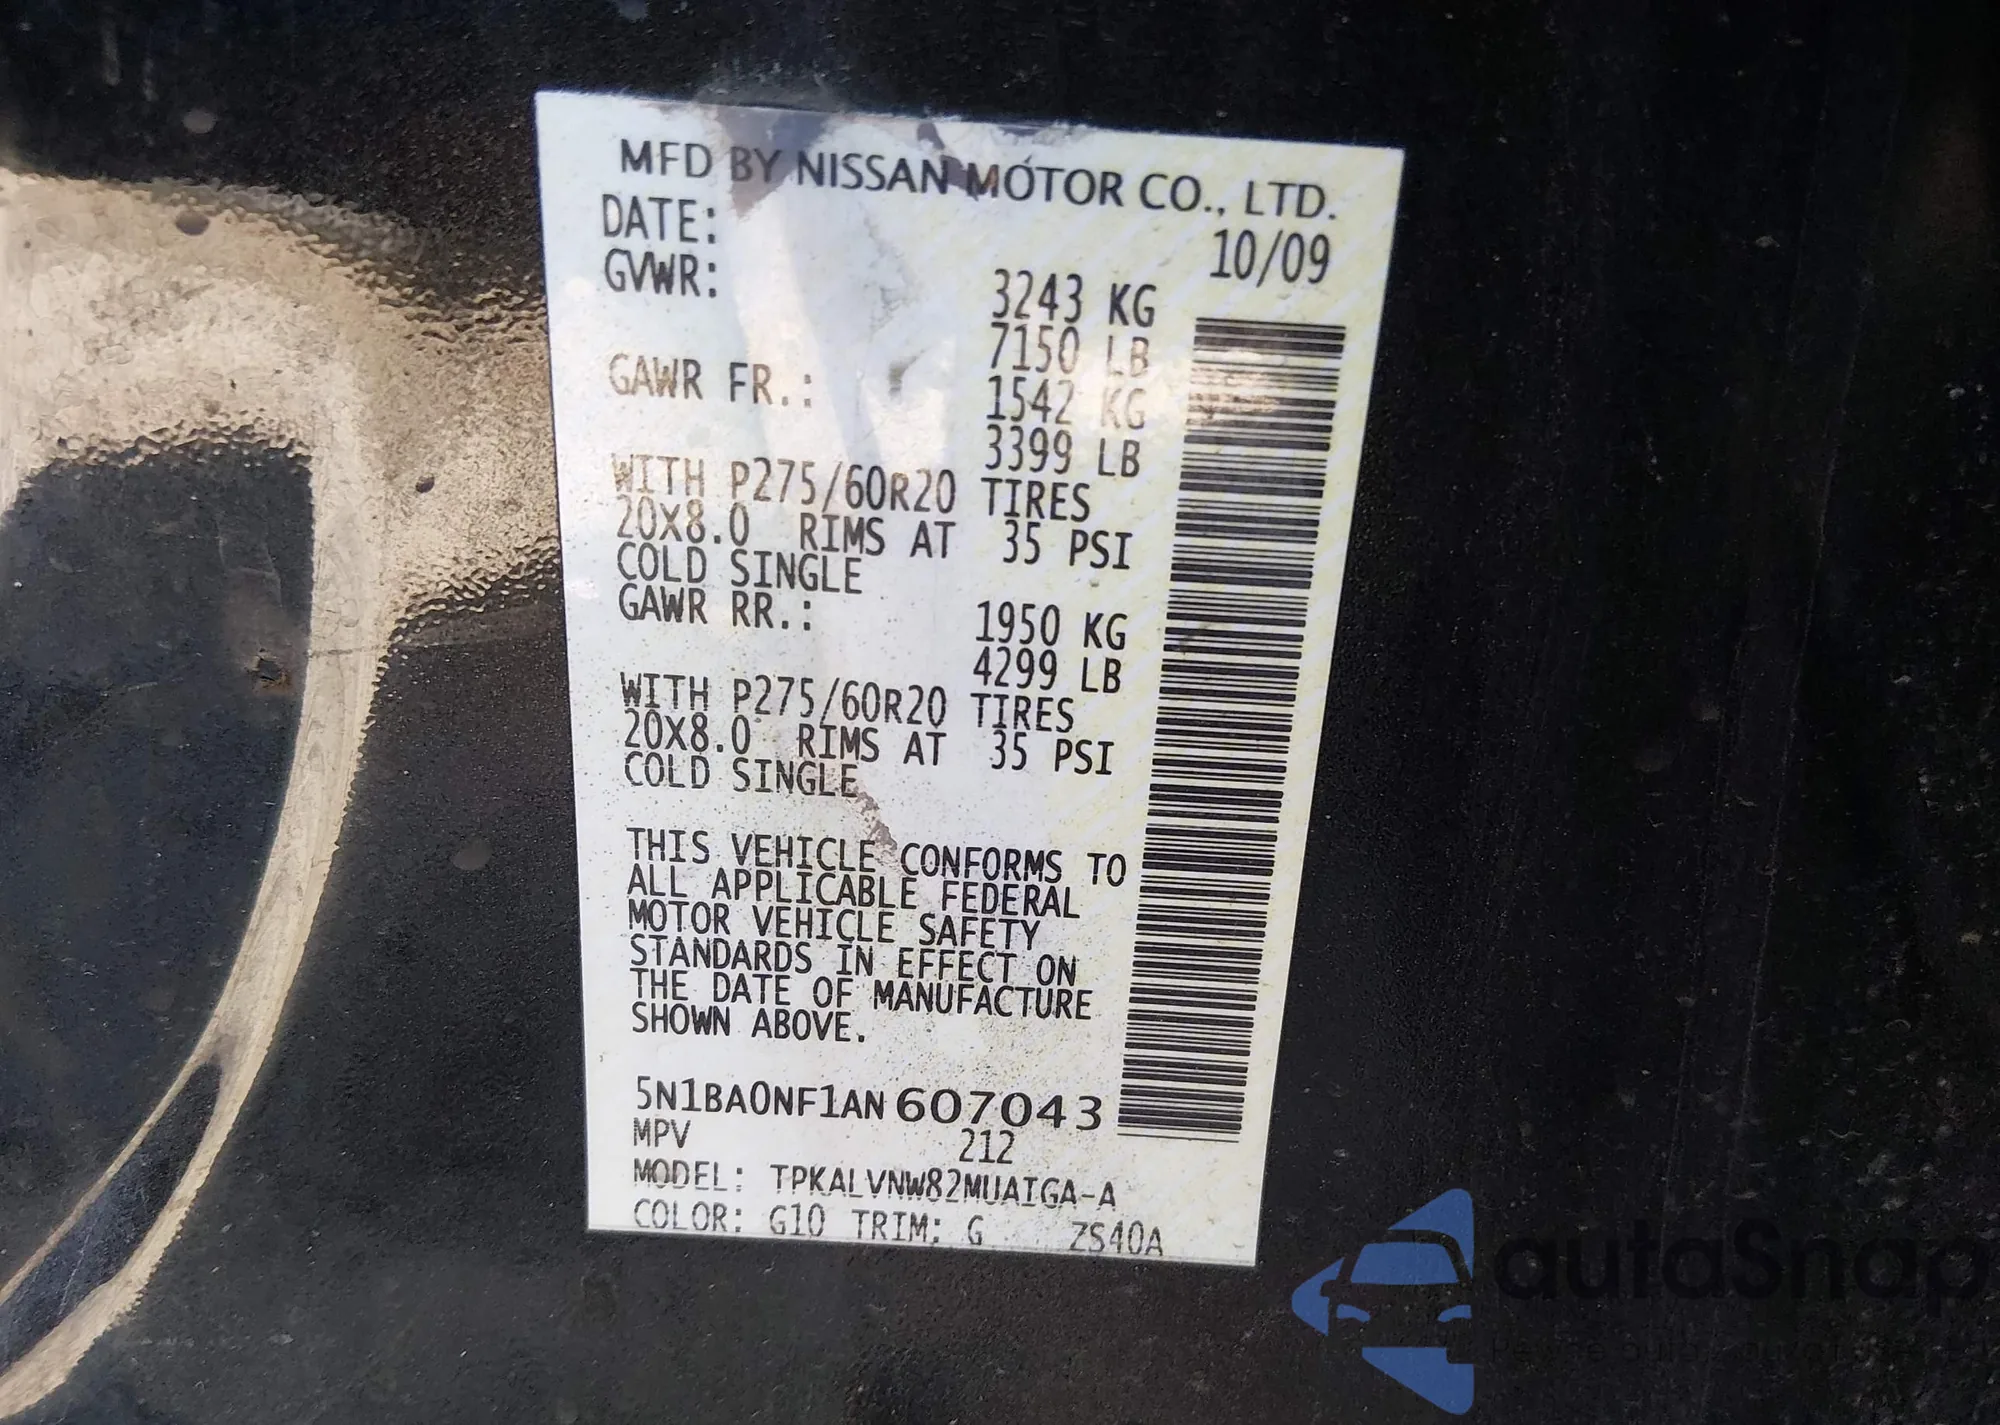 MFD BY NISSAN MOTOR CO., LTD.
DATE: 10/09
GVWR: 3243 KG
7150 LB
GAWR FR.: 1542 KG
3399 LB
WITH P275/60R20 TIRES
20X8.0 RIMS AT 35 PSI
COLD SINGLE
GAWR RR.: 1950 KG
4299 LB
WITH P275/60R20 TIRES
20X8.0 RIMS AT 35 PSI
COLD SINGLE
THIS VEHICLE CONFORMS TO
ALL APPLICABLE FEDERAL
MOTOR VEHICLE SAFETY
STANDARDS IN EFFECT ON
THE DATE OF MANUFACTURE
SHOWN ABOVE.
5N1BA0NF1AN607043
MPV 212
MODEL: TPKALVNW82MUAIGA-A
COLOR: G10 TRIM: G ZS40A
autaSnap